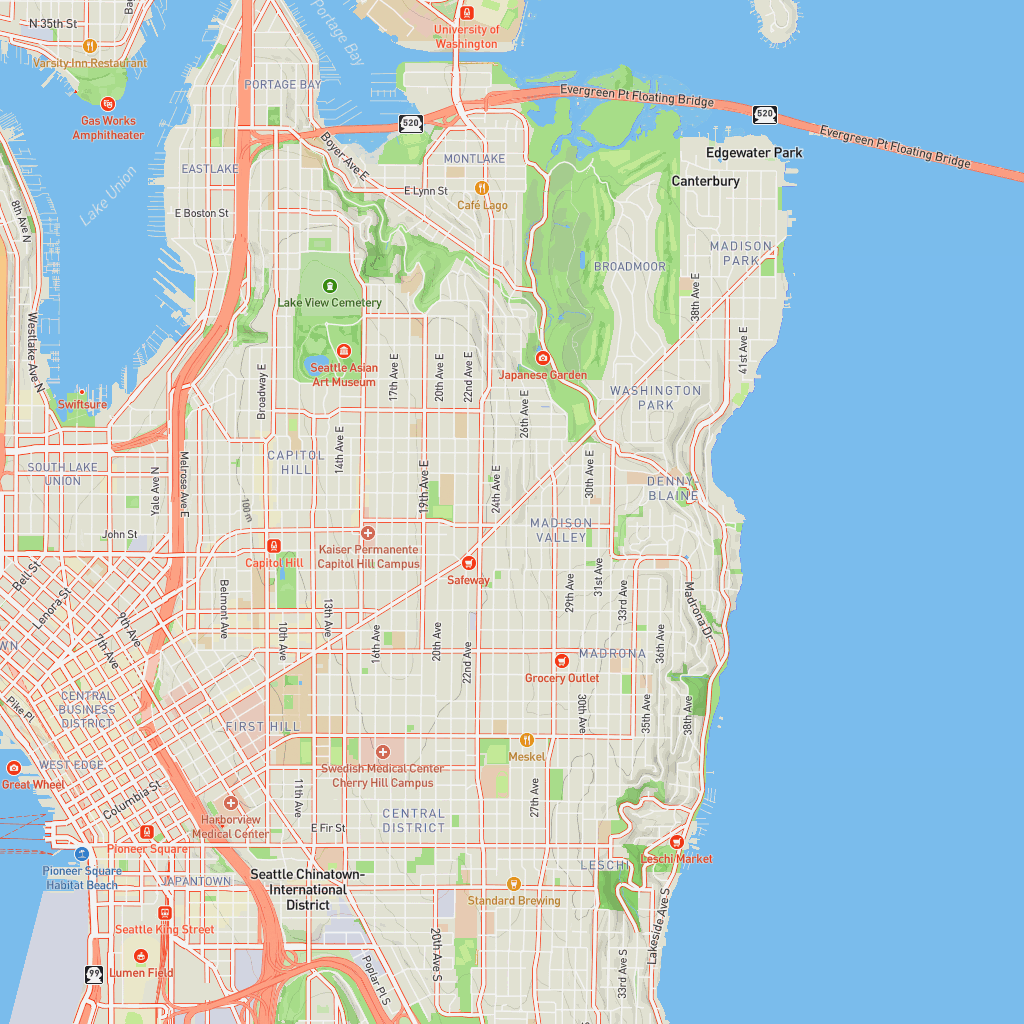 N 35th St
Varsity Inn Restaurant
Gas Works
Amphitheater
Portage Bay
University of
Washington
PORTAGE BAY
520
Evergreen Pt Floating Bridge
520
Evergreen Pt Floating Bridge
Edgewater Park
Canterbury
EASTLAKE
Lake Union
8th Ave N
E Boston St
Boyer Ave E
MONTLAKE
E Lynn St
Café Lago
MADISON
PARK
BROADMOOR
38th Ave E
41st Ave E
Lake View Cemetery
Seattle Asian
Art Museum
Japanese Garden
Westlake Ave N
Swiftsure
Broadway E
17th Ave E
20th Ave E
22nd Ave E
26th Ave E
WASHINGTON
PARK
14th Ave E
CAPITOL
HILL
SOUTH LAKE
UNION
Yale Ave N
Melrose Ave E
100 m
19th Ave E
24th Ave E
30th Ave E
DENNY-
BLAINE
MADISON
VALLEY
John St
Capitol Hill
Kaiser Permanente
Capitol Hill Campus
Safeway
Bell St
Lenora St
9th Ave
7th Ave
Belmont Ave
10th Ave
13th Ave
16th Ave
20th Ave
22nd Ave
29th Ave
31st Ave
33rd Ave
Madrona Dr
36th Ave
MADRONA
Grocery Outlet
30th Ave
35th Ave
38th Ave
WN
CENTRAL
BUSINESS
DISTRICT
Pike Pl
FIRST HILL
WEST EDGE
Great Wheel
Columbia St
Swedish Medical Center
Cherry Hill Campus
Meskel
11th Ave
27th Ave
Harborview
Medical Center
E Fir St
CENTRAL
DISTRICT
Pioneer Square
Pioneer Square
Habitat Beach
JAPANTOWN
Seattle Chinatown-
International
District
LESCHI
Leschi Market
Standard Brewing
Seattle King Street
Lumen Field
99
20th Ave S
Poplar Pl S
33rd Ave S
Lakeside Ave S